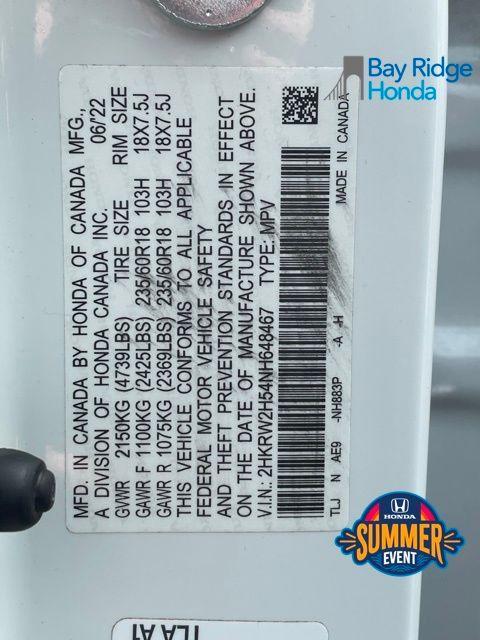 MFD. IN CANADA BY HONDA OF CANADA MFG.,
A DIVISION OF HONDA CANADA INC. 06/22
GVWR 2150KG (4739LBS) TIRE SIZE RIM SIZE
GAWR F 1100KG (2425LBS) 235/60R18 103H 18X7.5J
GAWR R 1075KG (2369LBS) 235/60R18 103H 18X7.5J
THIS VEHICLE CONFORMS TO ALL APPLICABLE
FEDERAL MOTOR VEHICLE SAFETY
AND THEFT PREVENTION STANDARDS IN EFFECT
ON THE DATE OF MANUFACTURE SHOWN ABOVE.
V.I.N.: 2HKRW2H54NH648467 TYPE: MPV
TLJ N AE9 -NH883P -A -H MADE IN CANADA
Bay Ridge
Honda
HONDA
SUMMER
EVENT